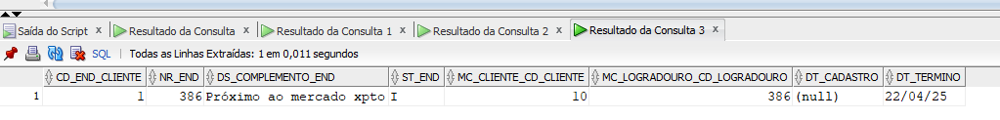 Saída do Script × Resultado da Consulta × Resultado da Consulta 1 × Resultado da Consulta 2 × Resultado da Consulta 3 ×
SQL | Todas as Linhas Extraídas: 1 em 0,011 segundos
CD_END_CLIENTE NR_END DS_COMPLEMENTO_END ST_END MC_CLIENTE_CD_CLIENTE MC_LOGRADOURO_CD_LOGRADOURO DT_CADASTRO DT_TERMINO
1 1 386 Próximo ao mercado xpto I 10 386 (null) 22/04/25